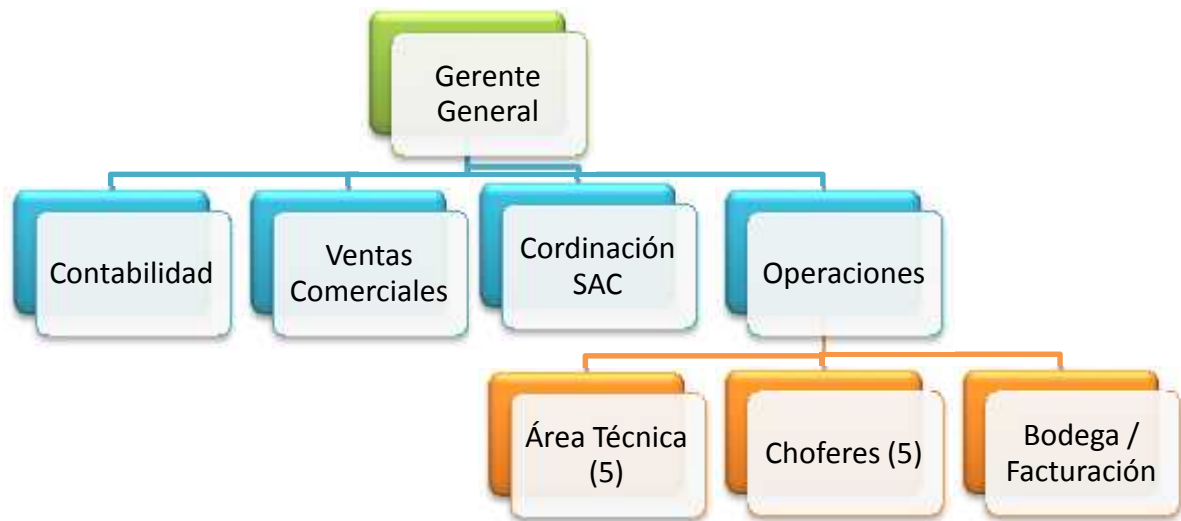 Gerente
General
Contabilidad
Ventas
Comerciales
Cordinación
SAC
Operaciones
Área Técnica
(5)
Choferes (5)
Bodega /
Facturación